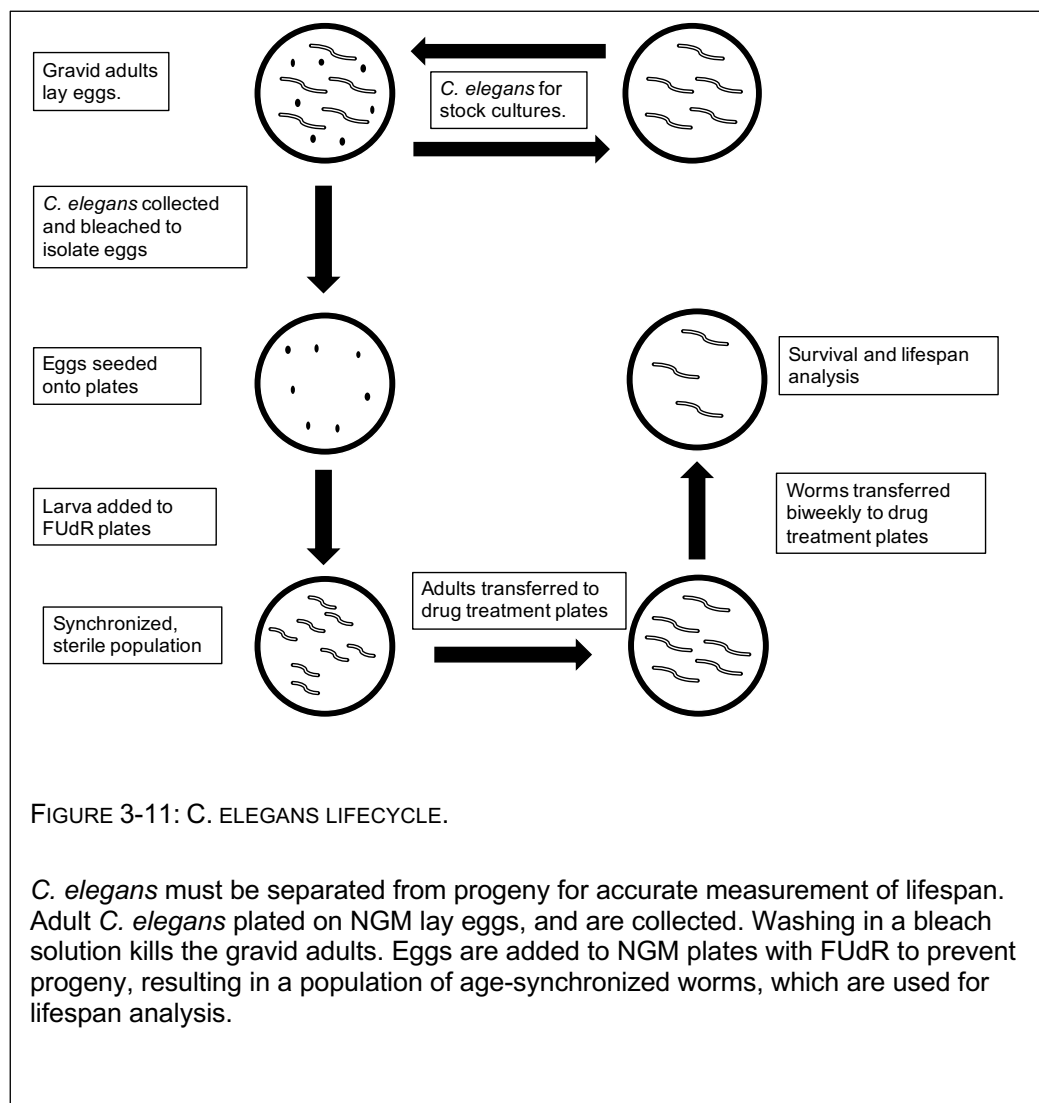 Gravid adults
lay eggs.
C. elegans for
stock cultures.
C. elegans collected
and bleached to
isolate eggs
Eggs seeded
onto plates
Survival and lifespan
analysis
Larva added to
FUdR plates
Worms transferred
biweekly to drug
treatment plates
Synchronized,
sterile population
Adults transferred to
drug treatment plates
FIGURE 3-11: C. ELEGANS LIFECYCLE.
C. elegans must be separated from progeny for accurate measurement of lifespan.
Adult C. elegans plated on NGM lay eggs, and are collected. Washing in a bleach
solution kills the gravid adults. Eggs are added to NGM plates with FUdR to prevent
progeny, resulting in a population of age-synchronized worms, which are used for
lifespan analysis.